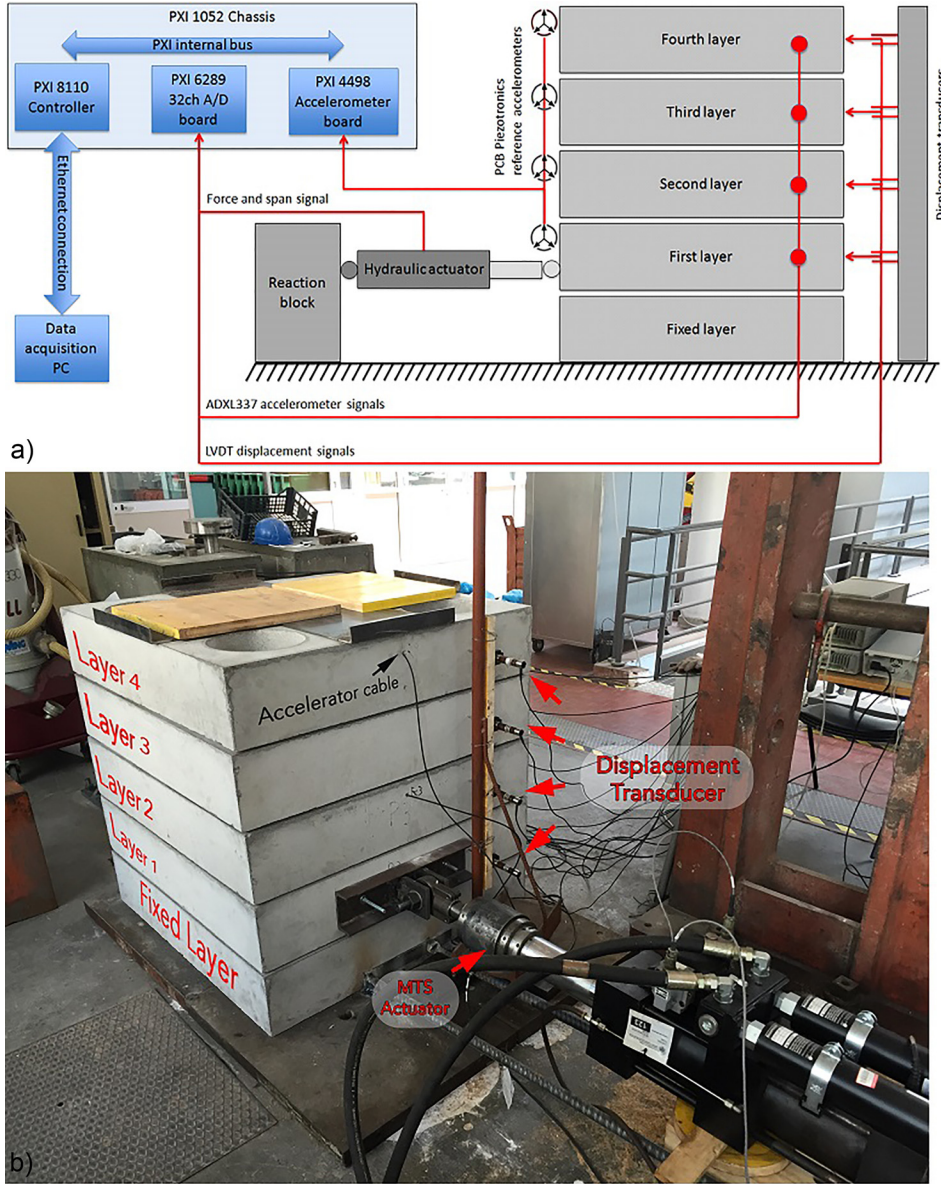 PXI 1052 Chassis
PXI internal bus
PXI 8110
Controller
PXI 6289
32ch A/D
board
PXI 4498
Accelerometer
board
Ethernet connection
Data
acquisition
PC
Force and span signal
PCB Piezotronics
reference accelerometers
Fourth layer
Third layer
Second layer
First layer
Fixed layer
Displacement transducers
Reaction
block
Hydraulic actuator
ADXL337 accelerometer signals
LVDT displacement signals
a)
Layer 4
Layer 3
Layer 2
Layer 1
Fixed Layer
Accelerator cable
Displacement
Transducer
MTS
Actuator
b)